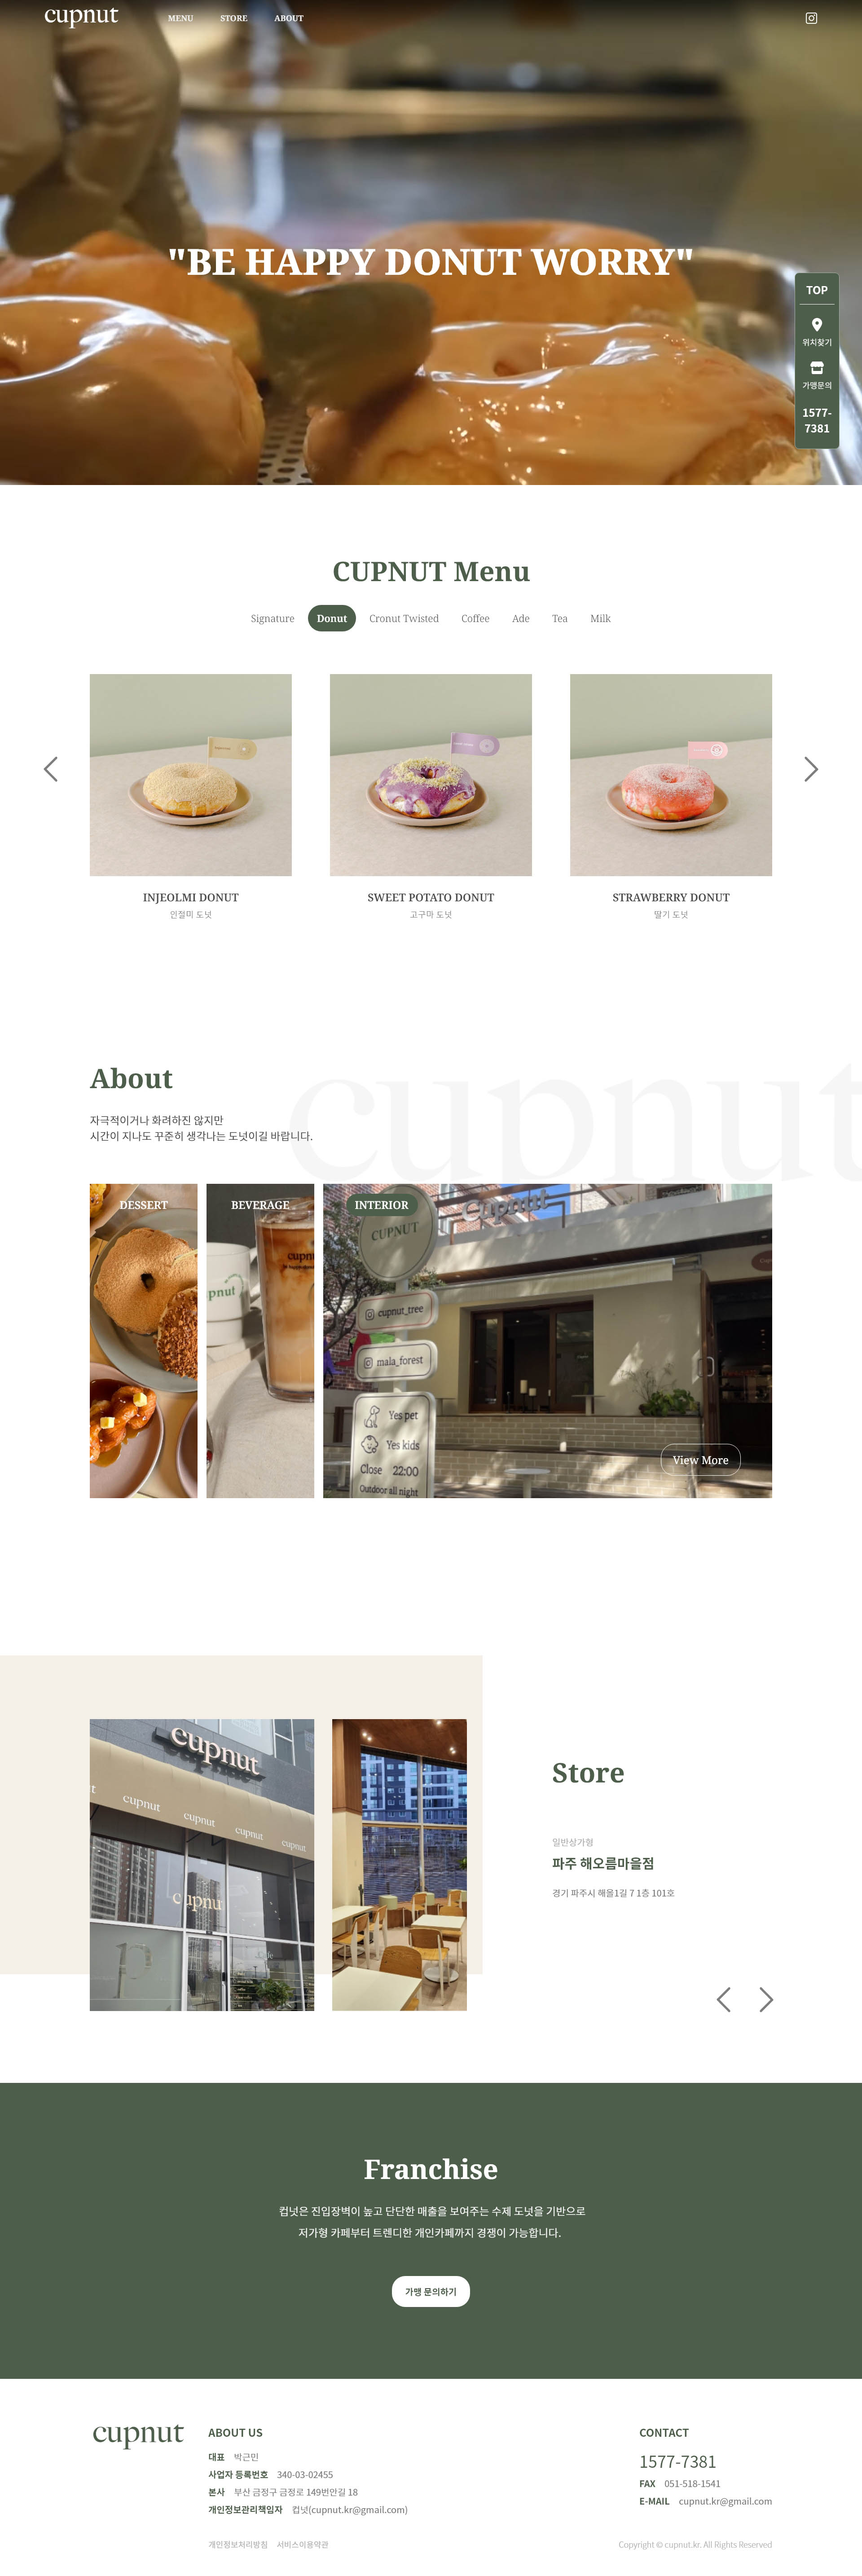 cupnut
MENU STORE ABOUT
"BE HAPPY DONUT WORRY"
TOP
위치찾기
가맹문의
1577-
7381
CUPNUT Menu
Signature Donut Cronut Twisted Coffee Ade Tea Milk
INJEOLMI DONUT
인절미 도넛
SWEET POTATO DONUT
고구마 도넛
STRAWBERRY DONUT
딸기 도넛
cupnut
About
자극적이거나 화려하진 않지만
시간이 지나도 꾸준히 생각나는 도넛이길 바랍니다.
DESSERT
BEVERAGE
INTERIOR
cupnut
CUPNUT
cupnut_tree
mala_forest
Yes pet
Yes kids
Close 22:00
Outdoor all night
View More
cupnut
cupnut
cupnut
cupnut
cupnut
cupnut
Store
일반상가형
파주 해오름마을점
경기 파주시 해올1길 7 1층 101호
Franchise
컵넛은 진입장벽이 높고 단단한 매출을 보여주는 수제 도넛을 기반으로
저가형 카페부터 트렌디한 개인카페까지 경쟁이 가능합니다.
가맹 문의하기
cupnut
ABOUT US
대표 박근민
사업자 등록번호 340-03-02455
본사 부산 금정구 금정로 149번안길 18
개인정보관리책임자 컵넛(cupnut.kr@gmail.com)
개인정보처리방침 서비스이용약관
CONTACT
1577-7381
FAX 051-518-1541
E-MAIL cupnut.kr@gmail.com
Copyright © cupnut.kr. All Rights Reserved